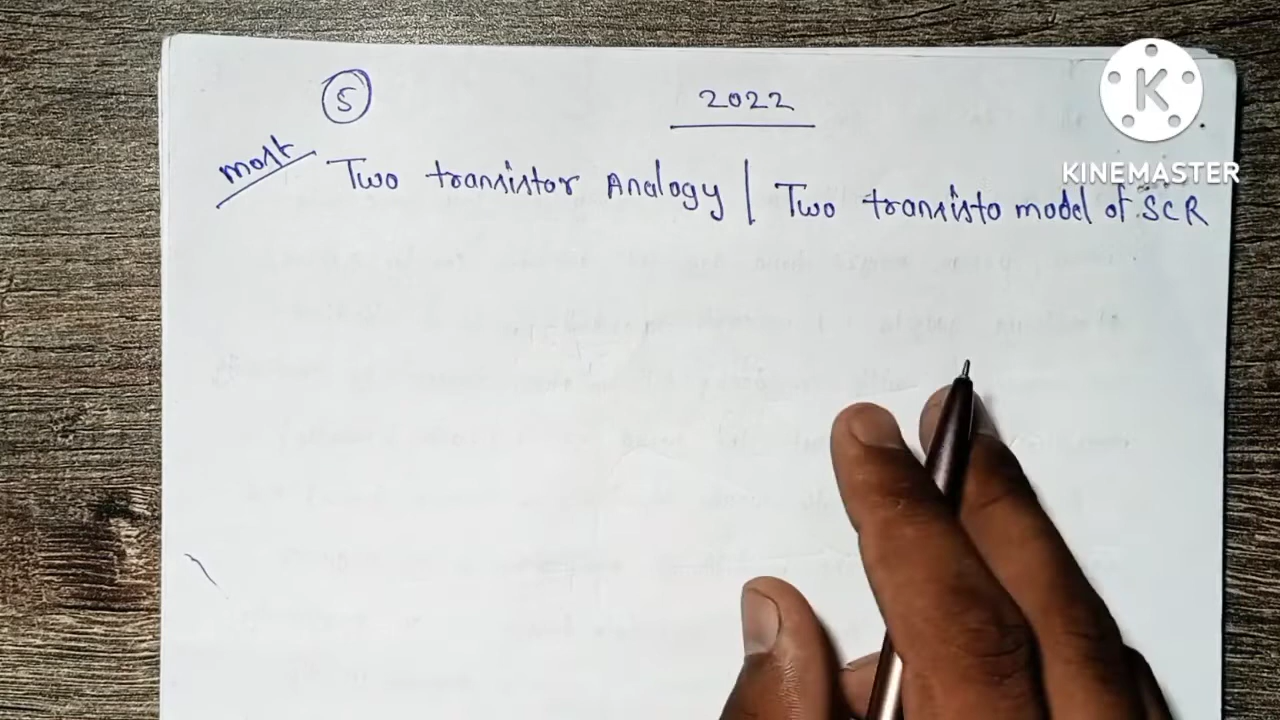 5
2022
most Two transistor Analogy | Two transisto model of SCR
K
KINEMASTER